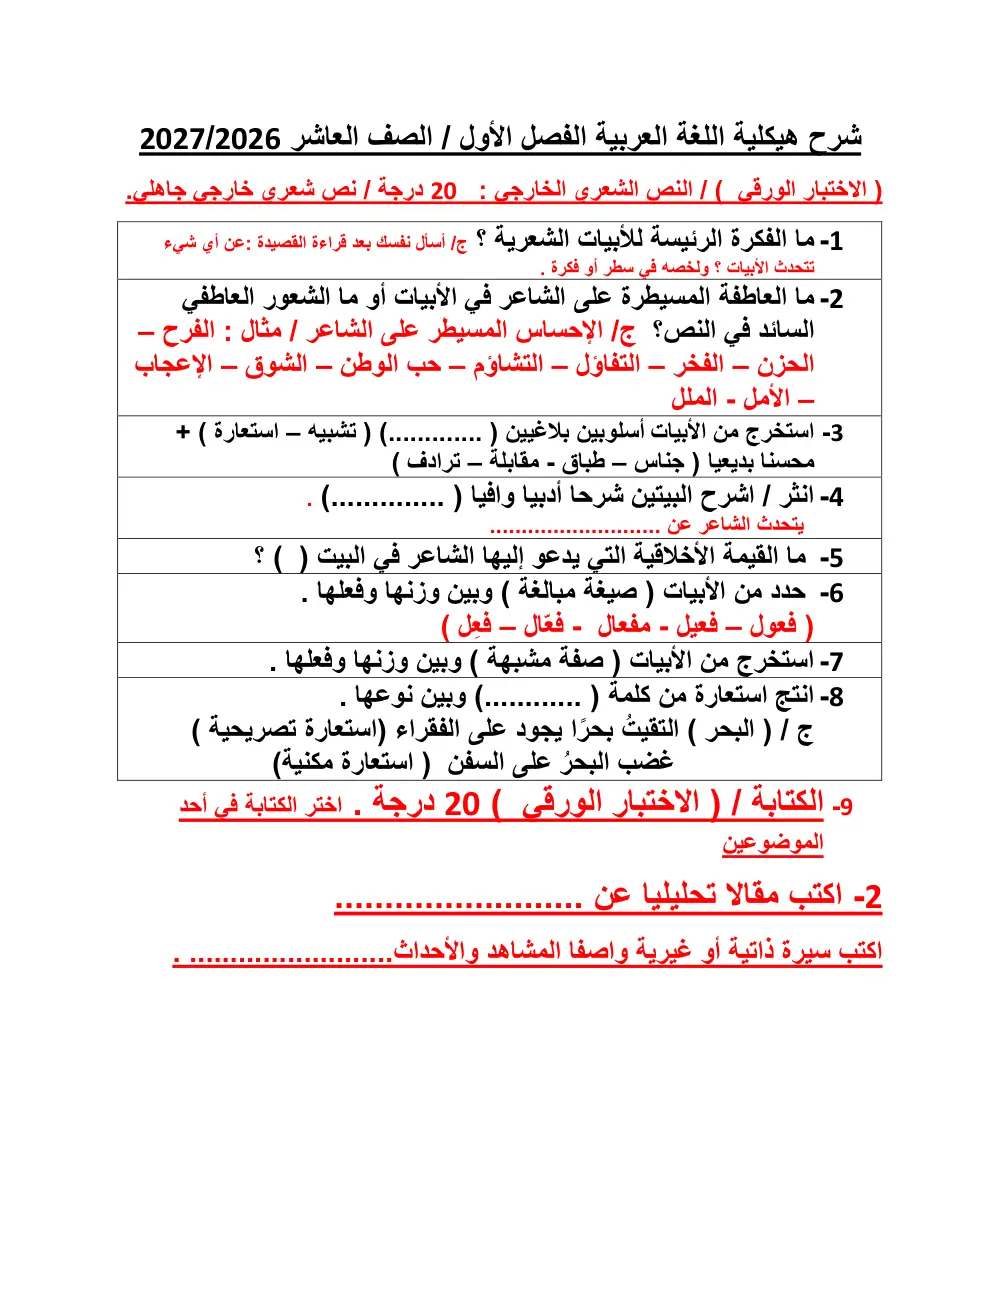 شرح هيكلية اللغة العربية الفصل الأول / الصف العاشر 2027/2026
( الاختبار الورقي ) / النص الشعري الخارجي : 20 درجة / نص شعري خارجي جاهلي.
1- ما الفكرة الرئيسة للأبيات الشعرية ؟ ج/ أسأل نفسك بعد قراءة القصيدة :عن أي شيء
تتحدث الأبيات ؟ ولخصه في سطر أو فكرة .
2- ما العاطفة المسيطرة على الشاعر في الأبيات أو ما الشعور العاطفي
السائد في النص؟ ج/ الإحساس المسيطر على الشاعر / مثال : الفرح –
الحزن – الفخر – التفاؤل – التشاؤم – حب الوطن – الشوق – الإعجاب
– الأمل - الملل
3- استخرج من الأبيات أسلوبين بلاغيين ( .............) ( تشبيه – استعارة ) +
محسنا بديعيا ( جناس – طباق - مقابلة – ترادف )
4- انثر / اشرح البيتين شرحا أدبيا وافيا ( ..............) .
يتحدث الشاعر عن ...........................
5- ما القيمة الأخلاقية التي يدعو إليها الشاعر في البيت ( ) ؟
6- حدد من الأبيات ( صيغة مبالغة ) وبين وزنها وفعلها .
( فعول – فعيل - مفعال - فعّال – فعِل )
7- استخرج من الأبيات ( صفة مشبهة ) وبين وزنها وفعلها .
8- انتج استعارة من كلمة ( ............) وبين نوعها .
ج / ( البحر ) التقيتُ بحرًا يجود على الفقراء (استعارة تصريحية )
غضب البحرُ على السفن ( استعارة مكنية)
9- الكتابة / ( الاختبار الورقي ) 20 درجة . اختر الكتابة في أحد
الموضوعين
2- اكتب مقالا تحليليا عن .........................
اكتب سيرة ذاتية أو غيرية واصفا المشاهد والأحداث......................... .